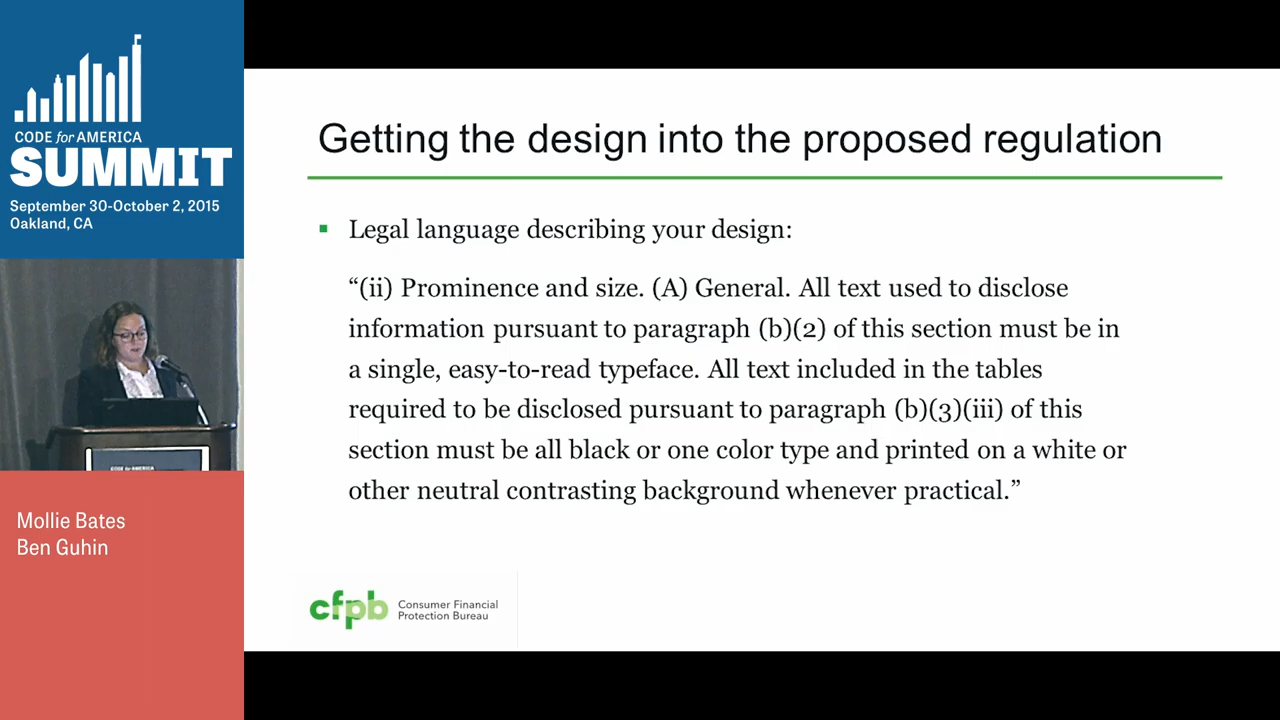 CODE for AMERICA
SUMMIT
September 30-October 2, 2015
Oakland, CA
Getting the design into the proposed regulation
Legal language describing your design:
“(ii) Prominence and size. (A) General. All text used to disclose
information pursuant to paragraph (b)(2) of this section must be in
a single, easy-to-read typeface. All text included in the tables
required to be disclosed pursuant to paragraph (b)(3)(iii) of this
section must be all black or one color type and printed on a white or
other neutral contrasting background whenever practical.”
CODE for AMERICA
Mollie Bates
Ben Guhin
cfpb Consumer Financial
Protection Bureau